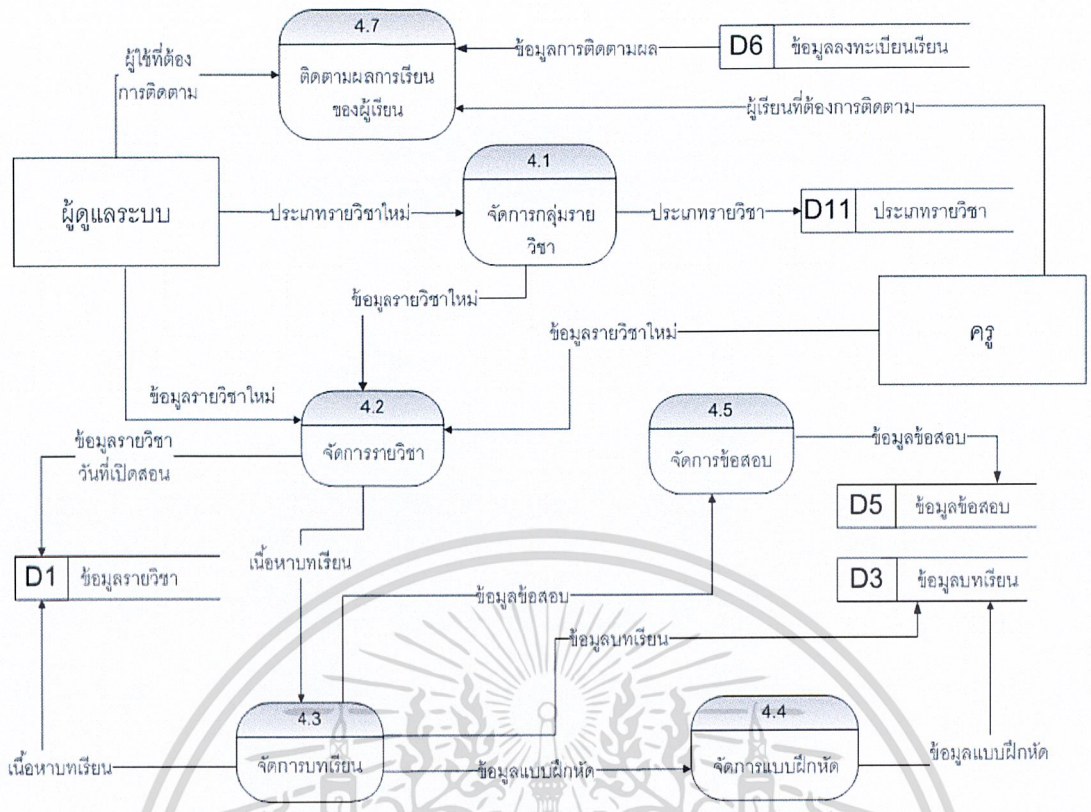 4.7
ติดตามผลการเรียน
ของผู้เรียน
ผู้ใช้ที่ต้อง
การติดตาม
ข้อมูลการติดตามผล
D6 ข้อมูลลงทะเบียนเรียน
ผู้เรียนที่ต้องการติดตาม
ผู้ดูแลระบบ
ประเภทรายวิชาใหม่
4.1
จัดการกลุ่มราย
วิชา
ประเภทรายวิชา
D11 ประเภทรายวิชา
ข้อมูลรายวิชาใหม่
ข้อมูลรายวิชาใหม่
ครู
ข้อมูลรายวิชาใหม่
4.2
จัดการรายวิชา
ข้อมูลรายวิชา
วันที่เปิดสอน
4.5
จัดการข้อสอบ
ข้อมูลข้อสอบ
D5 ข้อมูลข้อสอบ
D1 ข้อมูลรายวิชา
เนื้อหาบทเรียน
D3 ข้อมูลบทเรียน
ข้อมูลข้อสอบ
ข้อมูลบทเรียน
4.3
จัดการบทเรียน
เนื้อหาบทเรียน
ข้อมูลแบบฝึกหัด
4.4
จัดการแบบฝึกหัด
ข้อมูลแบบฝึกหัด